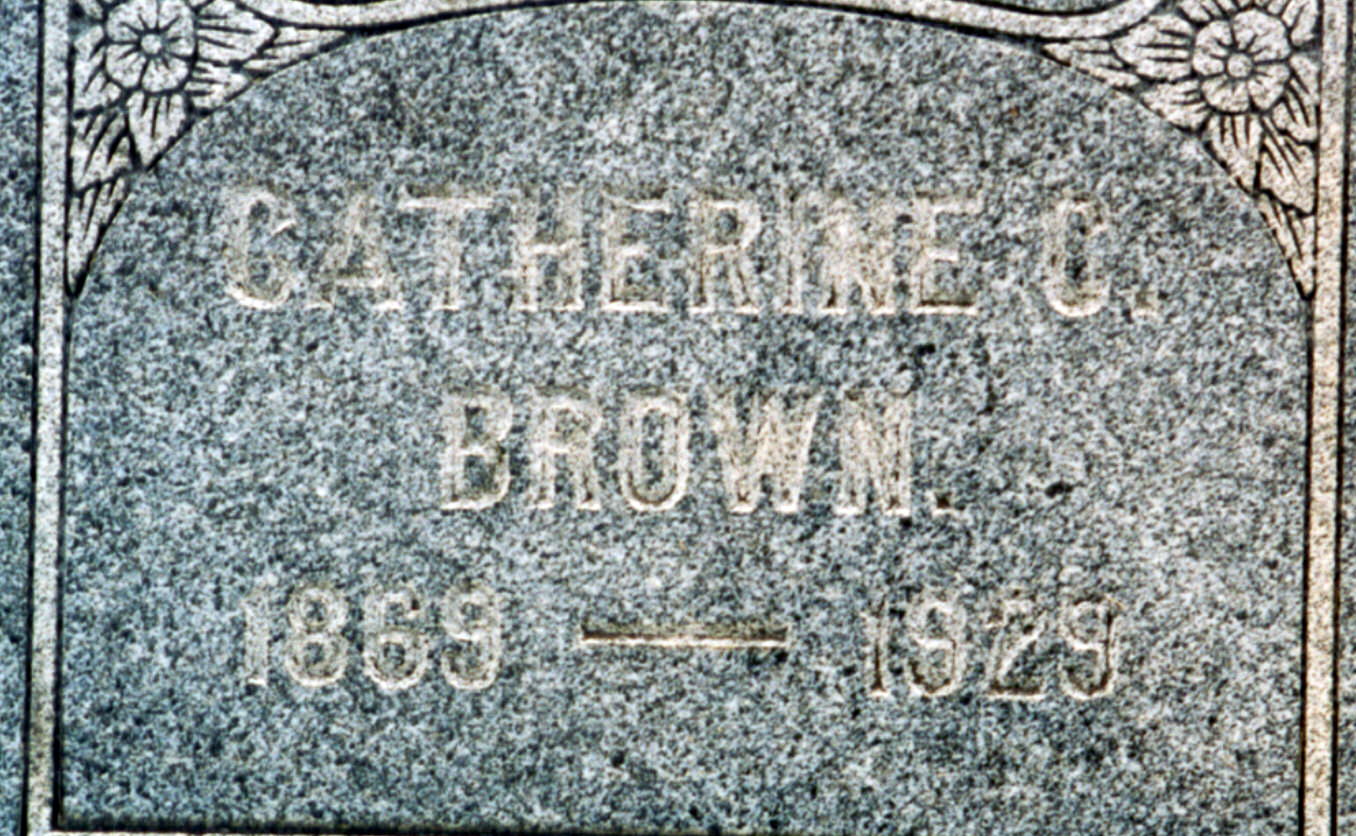 CATHERINE C.
BROWN.
1869 — 1929